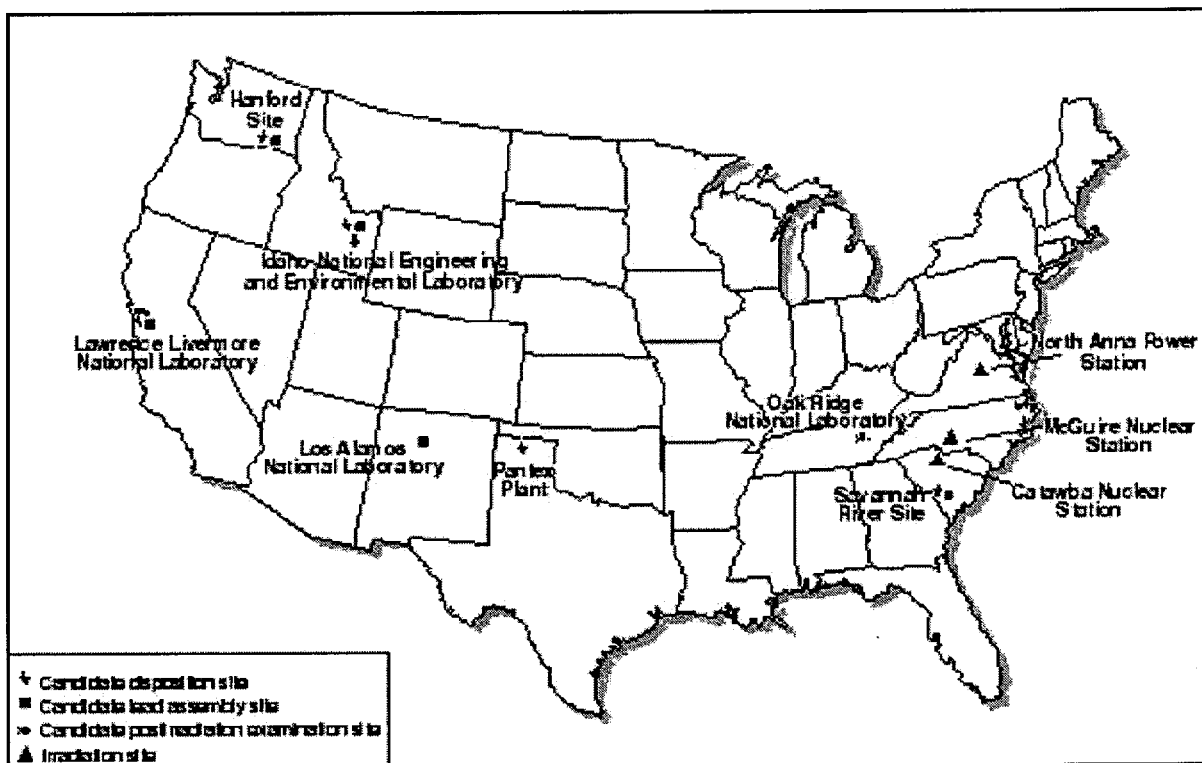 Hanford
Site
Idaho National Engineering
and Environmental Laboratory
Lawrence Livermore
National Laboratory
North Anna Power
Station
Oak Ridge
National Laboratory
McGuire Nuclear
Station
Los Alamos
National Laboratory
Pantex
Plant
Savannah
River Site
Catawba Nuclear
Station
Candidate disposition site
Candidate lead assembly site
Candidate postirradiation examination site
Irradiation site